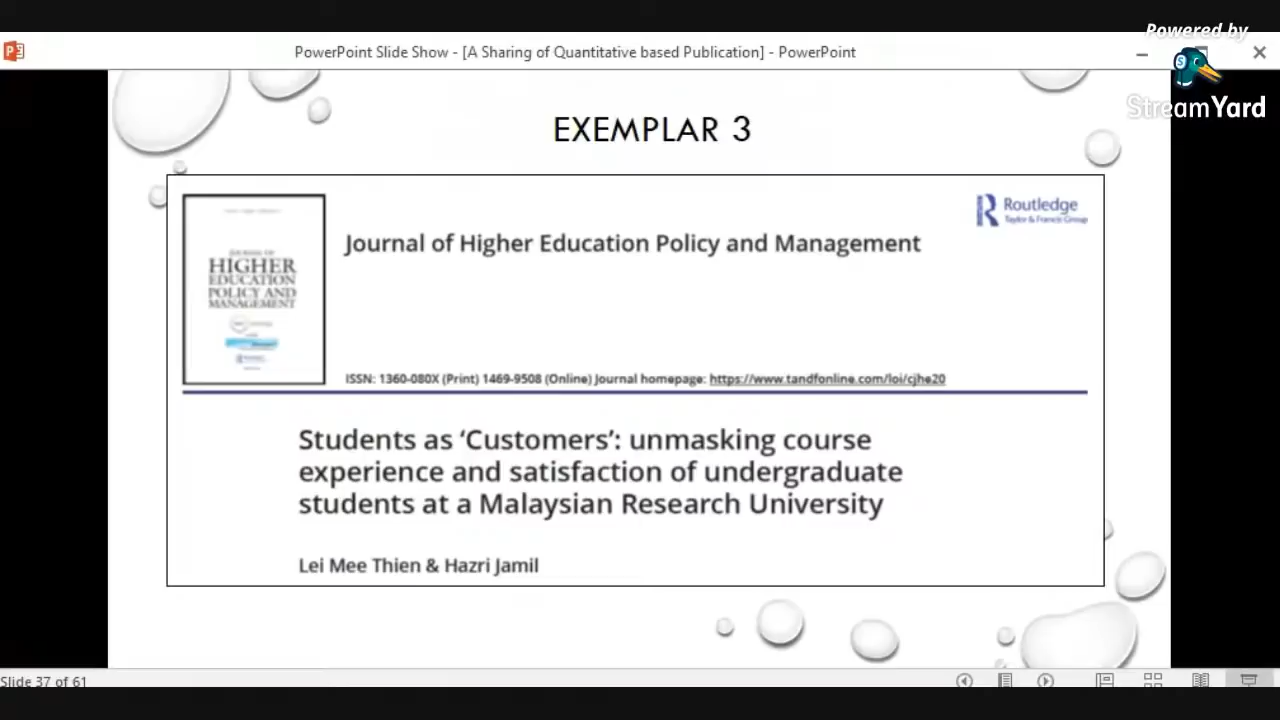 Powered by
PowerPoint Slide Show - [A Sharing of Quantitative based Publication] - PowerPoint
StreamYard
EXEMPLAR 3
Routledge
Taylor & Francis Group
Journal of Higher Education Policy and Management
JOURNAL OF
HIGHER
EDUCATION
POLICY AND
MANAGEMENT
ISSN: 1360-080X (Print) 1469-9508 (Online) Journal homepage: https://www.tandfonline.com/loi/cjhe20
Students as ‘Customers’: unmasking course
experience and satisfaction of undergraduate
students at a Malaysian Research University
Lei Mee Thien & Hazri Jamil
Slide 37 of 61